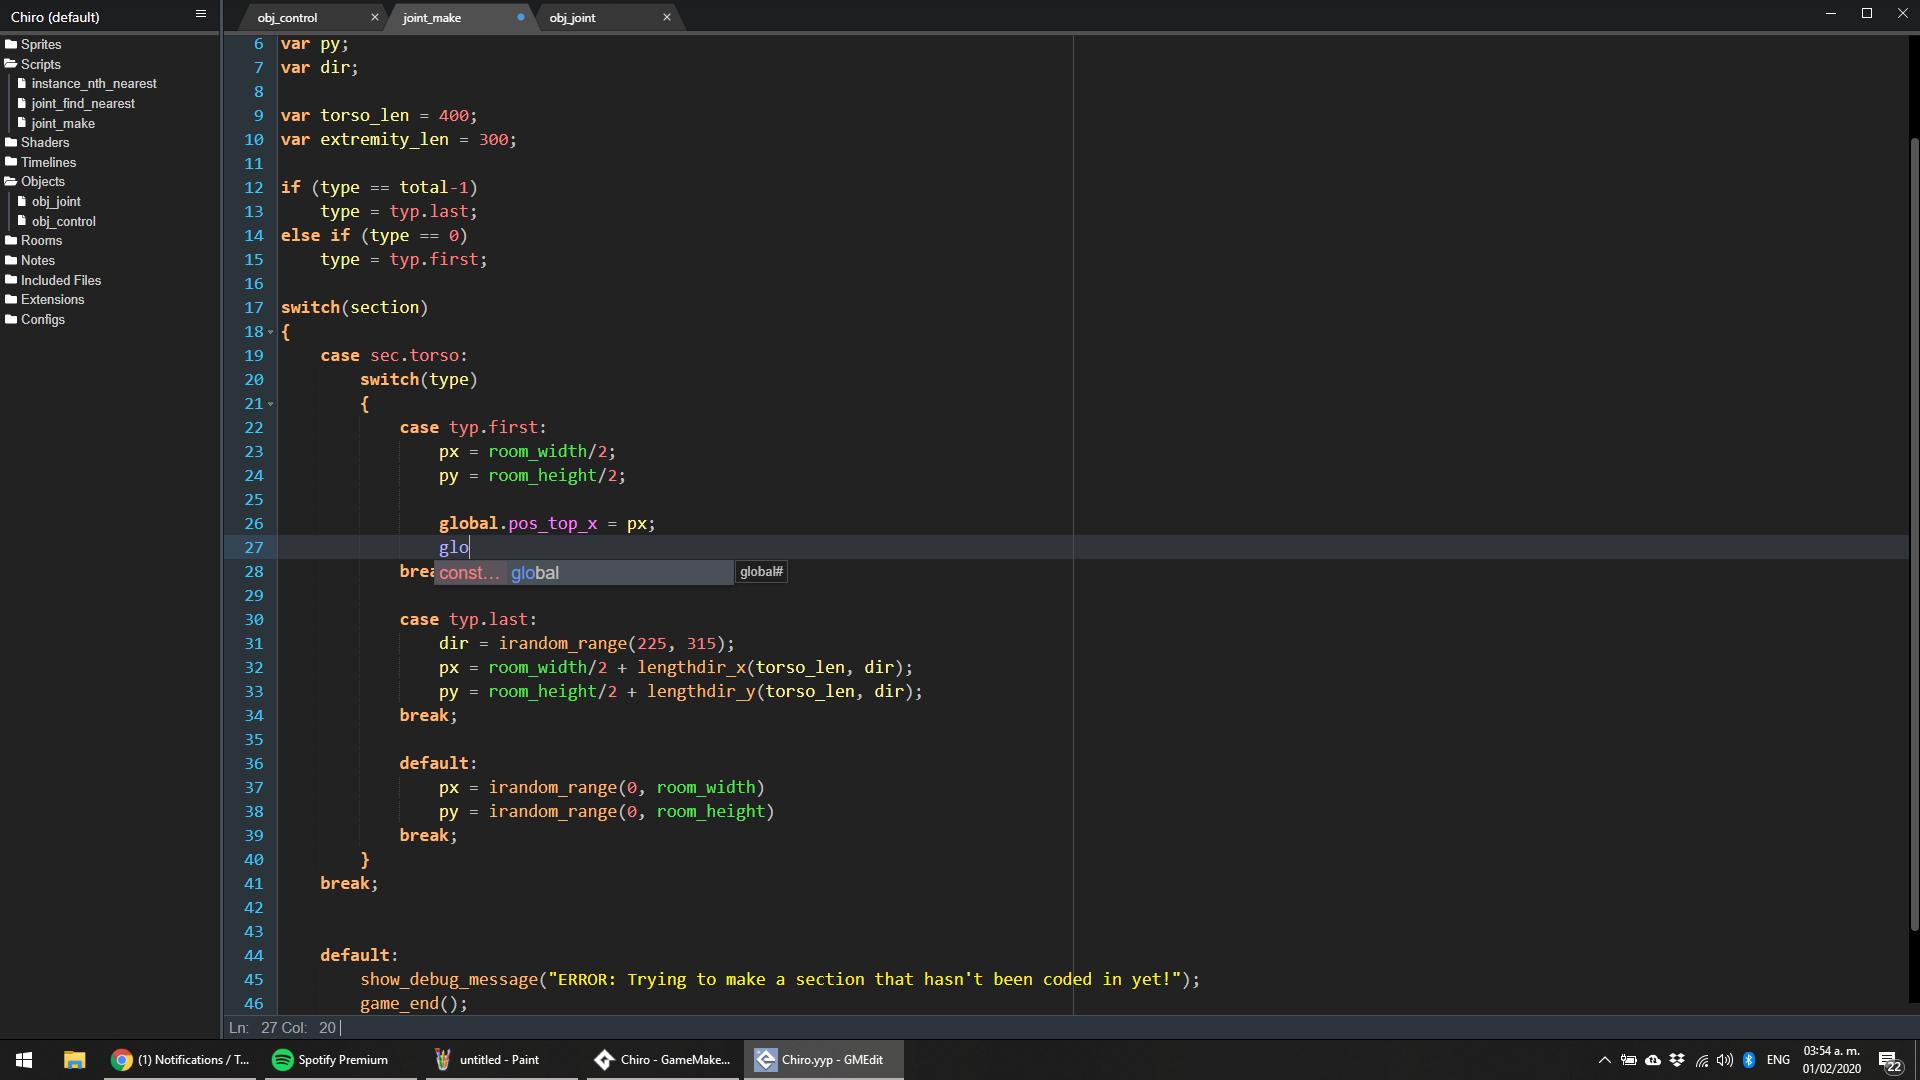 Chiro (default)
obj_control
joint_make
obj_joint
Sprites
Scripts
instance_nth_nearest
joint_find_nearest
joint_make
Shaders
Timelines
Objects
obj_joint
obj_control
Rooms
Notes
Included Files
Extensions
Configs
6 var py;
7 var dir;
8
9 var torso_len = 400;
10 var extremity_len = 300;
11
12 if (type == total-1)
13 type = typ.last;
14 else if (type == 0)
15 type = typ.first;
16
17 switch(section)
18 {
19 case sec.torso:
20 switch(type)
21 {
22 case typ.first:
23 px = room_width/2;
24 py = room_height/2;
25
26 global.pos_top_x = px;
27 glo
28 brea const... global global#
29
30 case typ.last:
31 dir = irandom_range(225, 315);
32 px = room_width/2 + lengthdir_x(torso_len, dir);
33 py = room_height/2 + lengthdir_y(torso_len, dir);
34 break;
35
36 default:
37 px = irandom_range(0, room_width)
38 py = irandom_range(0, room_height)
39 break;
40 }
41 break;
42
43
44 default:
45 show_debug_message("ERROR: Trying to make a section that hasn't been coded in yet!");
46 game_end();
Ln: 27 Col: 20
(1) Notifications / T...
Spotify Premium
untitled - Paint
Chiro - GameMake...
Chiro.yyp - GMEdit
ENG
03:54 a. m.
01/02/2020
22